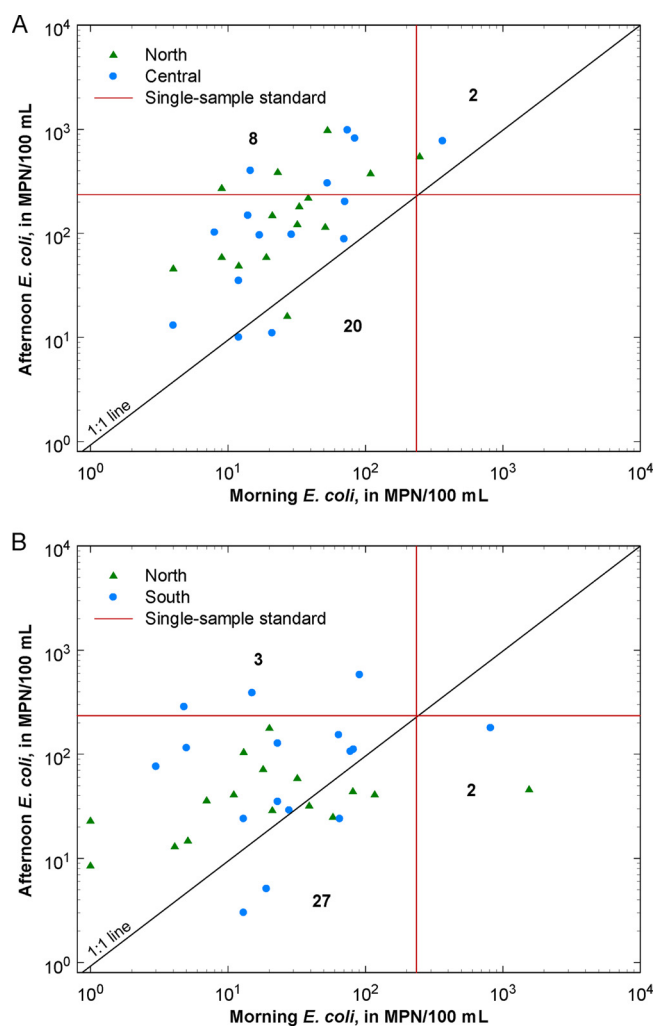 A
10⁴
North
Central
Single-sample standard
2
8
10³
10²
20
10¹
1:1 line
10⁰
Afternoon E. coli, in MPN/100 mL
10⁰ 10¹ 10² 10³ 10⁴
Morning E. coli, in MPN/100 mL
B
10⁴
North
South
Single-sample standard
3
10³
10²
2
27
10¹
1:1 line
10⁰
Afternoon E. coli, in MPN/100 mL
10⁰ 10¹ 10² 10³ 10⁴
Morning E. coli, in MPN/100 mL